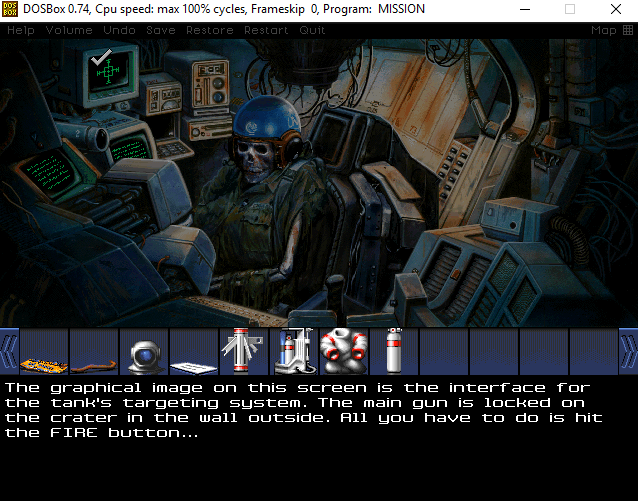 DOSBox 0.74, Cpu speed: max 100% cycles, Frameskip 0, Program: MISSION
Help Volume Undo Save Restore Restart Quit Map
The graphical image on this screen is the interface for
the tank's targeting system. The main gun is locked on
the crater in the wall outside. All you have to do is hit
the FIRE button...